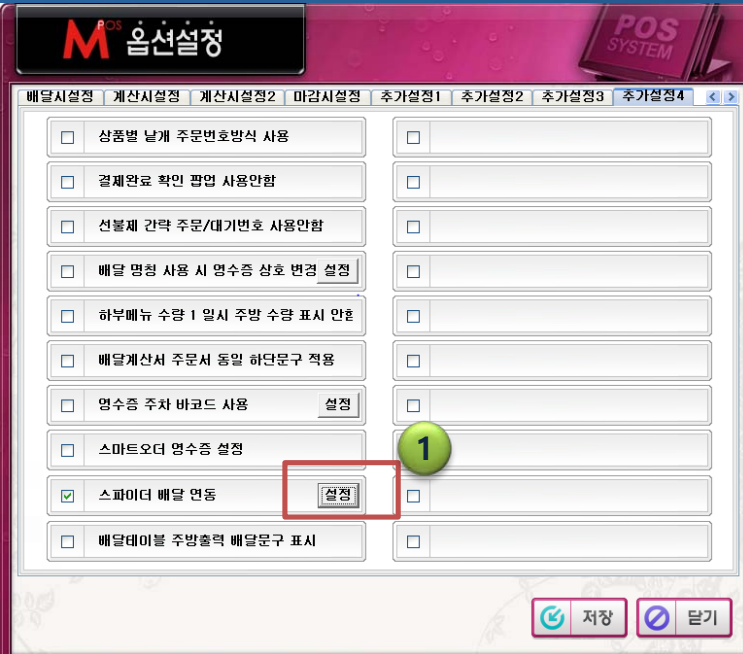 MPOS 옵션설정
POS
SYSTEM
배달시설정 계산시설정 계산시설정2 마감시설정 추가설정1 추가설정2 추가설정3 추가설정4
상품별 낱개 주문번호방식 사용
결제완료 확인 팝업 사용안함
선불제 간략 주문/대기번호 사용안함
배달 명칭 사용 시 영수증 상호 변경 설정
하부메뉴 수량 1 일시 주방 수량 표시 안함
배달계산서 주문서 동일 하단문구 적용
영수증 주차 바코드 사용 설정
스마트오더 영수증 설정
1
스파이더 배달 연동 설정
배달테이블 주방출력 배달문구 표시
저장 닫기